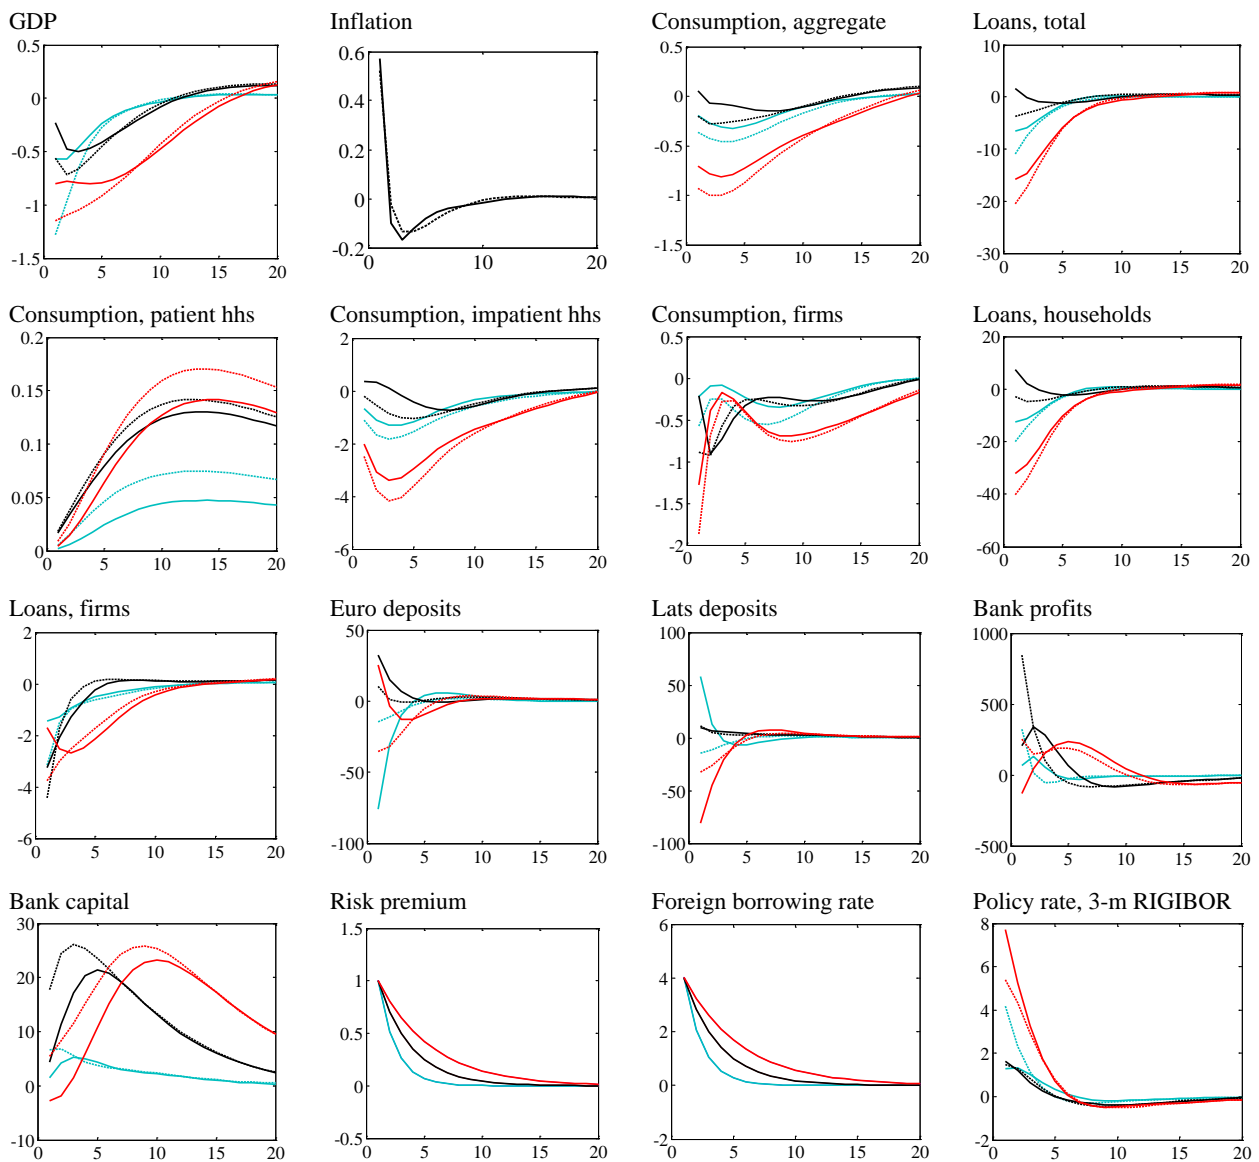 GDP Inflation Consumption, aggregate Loans, total
0.5 0.6 0.5 10
0 0.4 0 0
-0.5 0.2 -0.5 -10
-1 0 -1 -20
-1.5 -0.2 -1.5 -30
0 5 10 15 20 0 10 20 0 5 10 15 20 0 5 10 15 20
Consumption, patient hhs Consumption, impatient hhs Consumption, firms Loans, households
0.2 2 0.5 20
0.15 0 0 0
0.1 -2 -0.5 -20
0.05 -4 -1 -40
0 -6 -1.5 -60
-2
0 5 10 15 20 0 5 10 15 20 0 5 10 15 20 0 5 10 15 20
Loans, firms Euro deposits Lats deposits Bank profits
2 50 100 1000
0 0 50 500
-2 -50 0 0
-4 -100 -50 -500
-6 -100
0 5 10 15 20 0 5 10 15 20 0 5 10 15 20 0 5 10 15 20
Bank capital Risk premium Foreign borrowing rate Policy rate, 3-m RIGIBOR
30 1.5 6 8
20 1 4 6
10 0.5 2 4
0 0 0 2
-10 -0.5 -2 0
-2
0 5 10 15 20 0 5 10 15 20 0 5 10 15 20 0 5 10 15 20